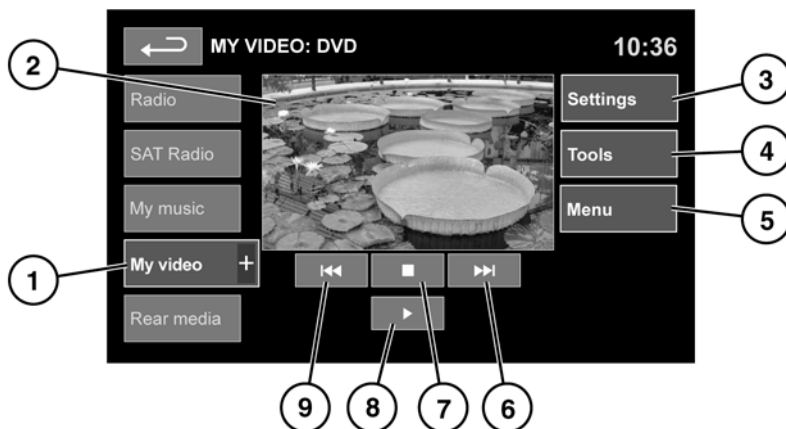 MY VIDEO: DVD 10:36
2
3
Radio
Settings
SAT Radio
Tools
4
My music
Menu
5
1
My video +
Rear media
9 8 7 6